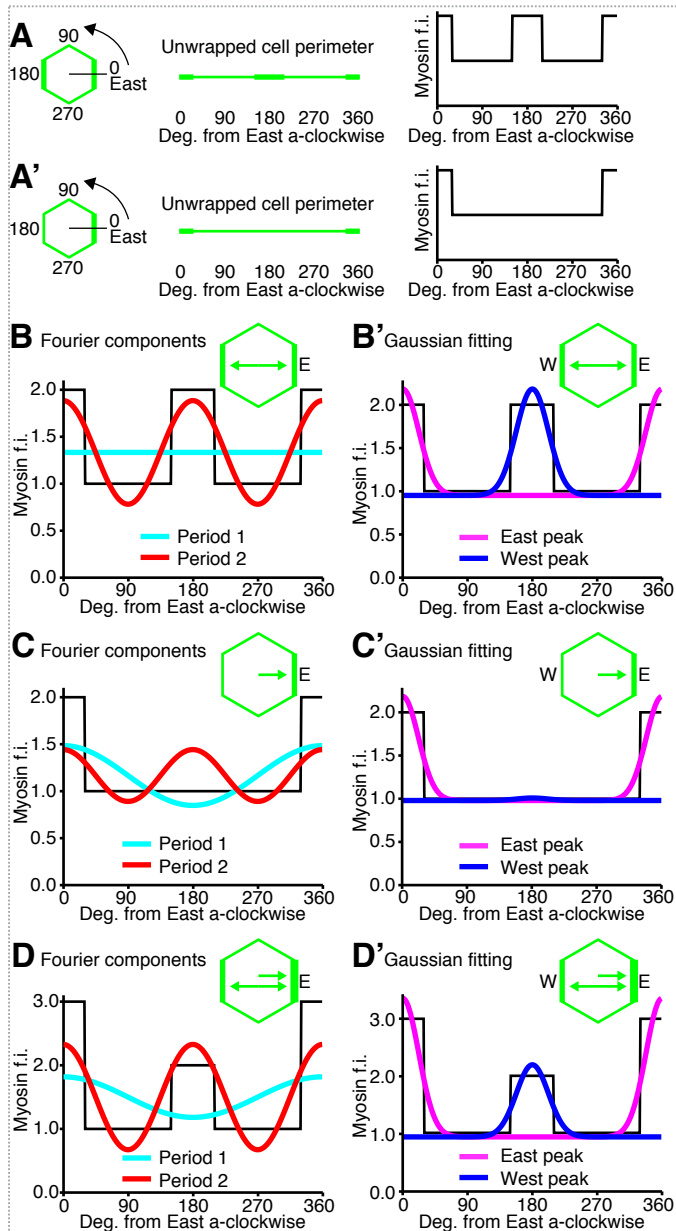 A
90
180
0
East
270
Unwrapped cell perimeter
0 90 180 270 360
Deg. from East a-clockwise
Myosin f.i.
0 90 180 270 360
Deg. from East a-clockwise
A'
90
180
0
East
270
Unwrapped cell perimeter
0 90 180 270 360
Deg. from East a-clockwise
Myosin f.i.
0 90 180 270 360
Deg. from East a-clockwise
B Fourier components
E
2.0
1.5
1.0
0.5
0.0
Myosin f.i.
Period 1
Period 2
0 90 180 270 360
Deg. from East a-clockwise
B' Gaussian fitting
W E
2.0
1.5
1.0
0.5
0.0
Myosin f.i.
East peak
West peak
0 90 180 270 360
Deg. from East a-clockwise
C Fourier components
E
2.0
1.5
1.0
0.5
0.0
Myosin f.i.
Period 1
Period 2
0 90 180 270 360
Deg. from East a-clockwise
C' Gaussian fitting
W E
2.0
1.5
1.0
0.5
0.0
Myosin f.i.
East peak
West peak
0 90 180 270 360
Deg. from East a-clockwise
D Fourier components
E
3.0
2.0
1.0
0.0
Myosin f.i.
Period 1
Period 2
0 90 180 270 360
Deg. from East a-clockwise
D' Gaussian fitting
W E
3.0
2.0
1.0
0.0
Myosin f.i.
East peak
West peak
0 90 180 270 360
Deg. from East a-clockwise